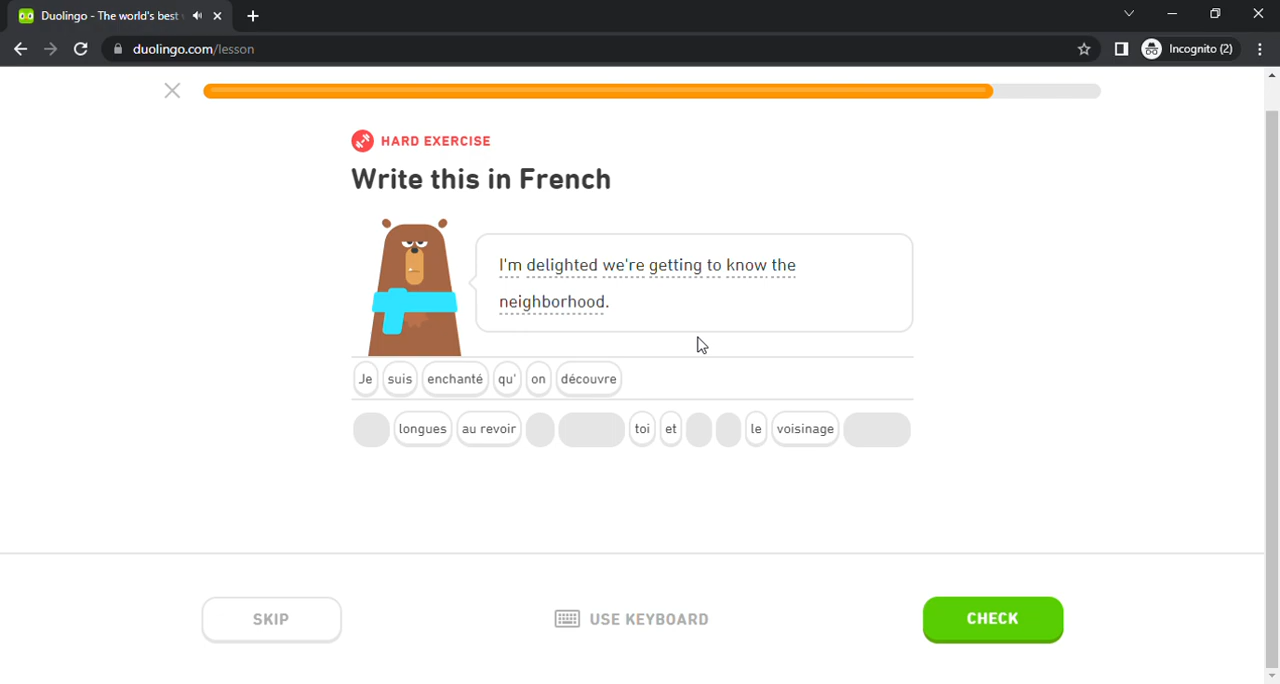 Duolingo - The world's best
duolingo.com/lesson
Incognito (2)
HARD EXERCISE
Write this in French
I'm delighted we're getting to know the
neighborhood.
Je suis enchanté qu' on découvre
longues au revoir toi et le voisinage
SKIP
USE KEYBOARD
CHECK